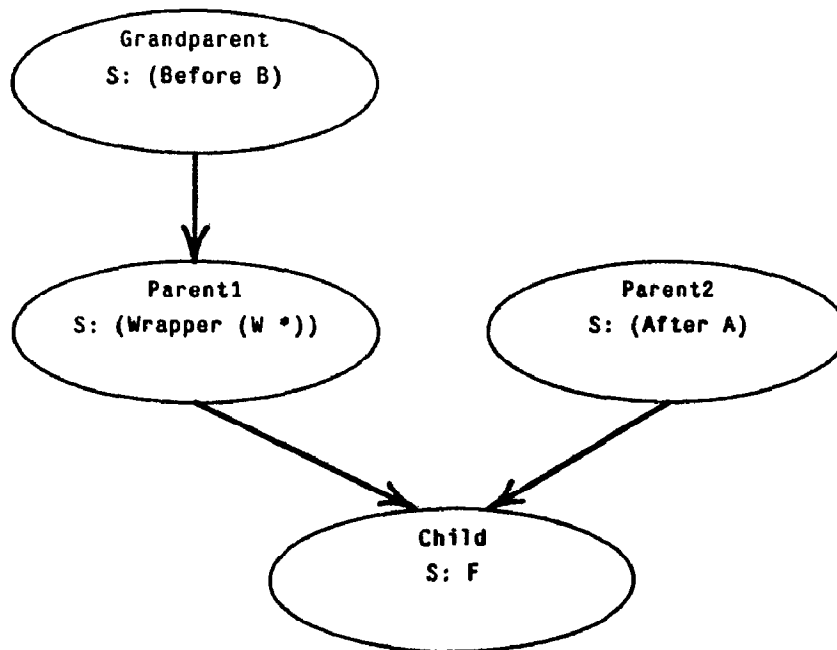 Grandparent
S: (Before B)
Parent1
S: (Wrapper (W *))
Parent2
S: (After A)
Child
S: F